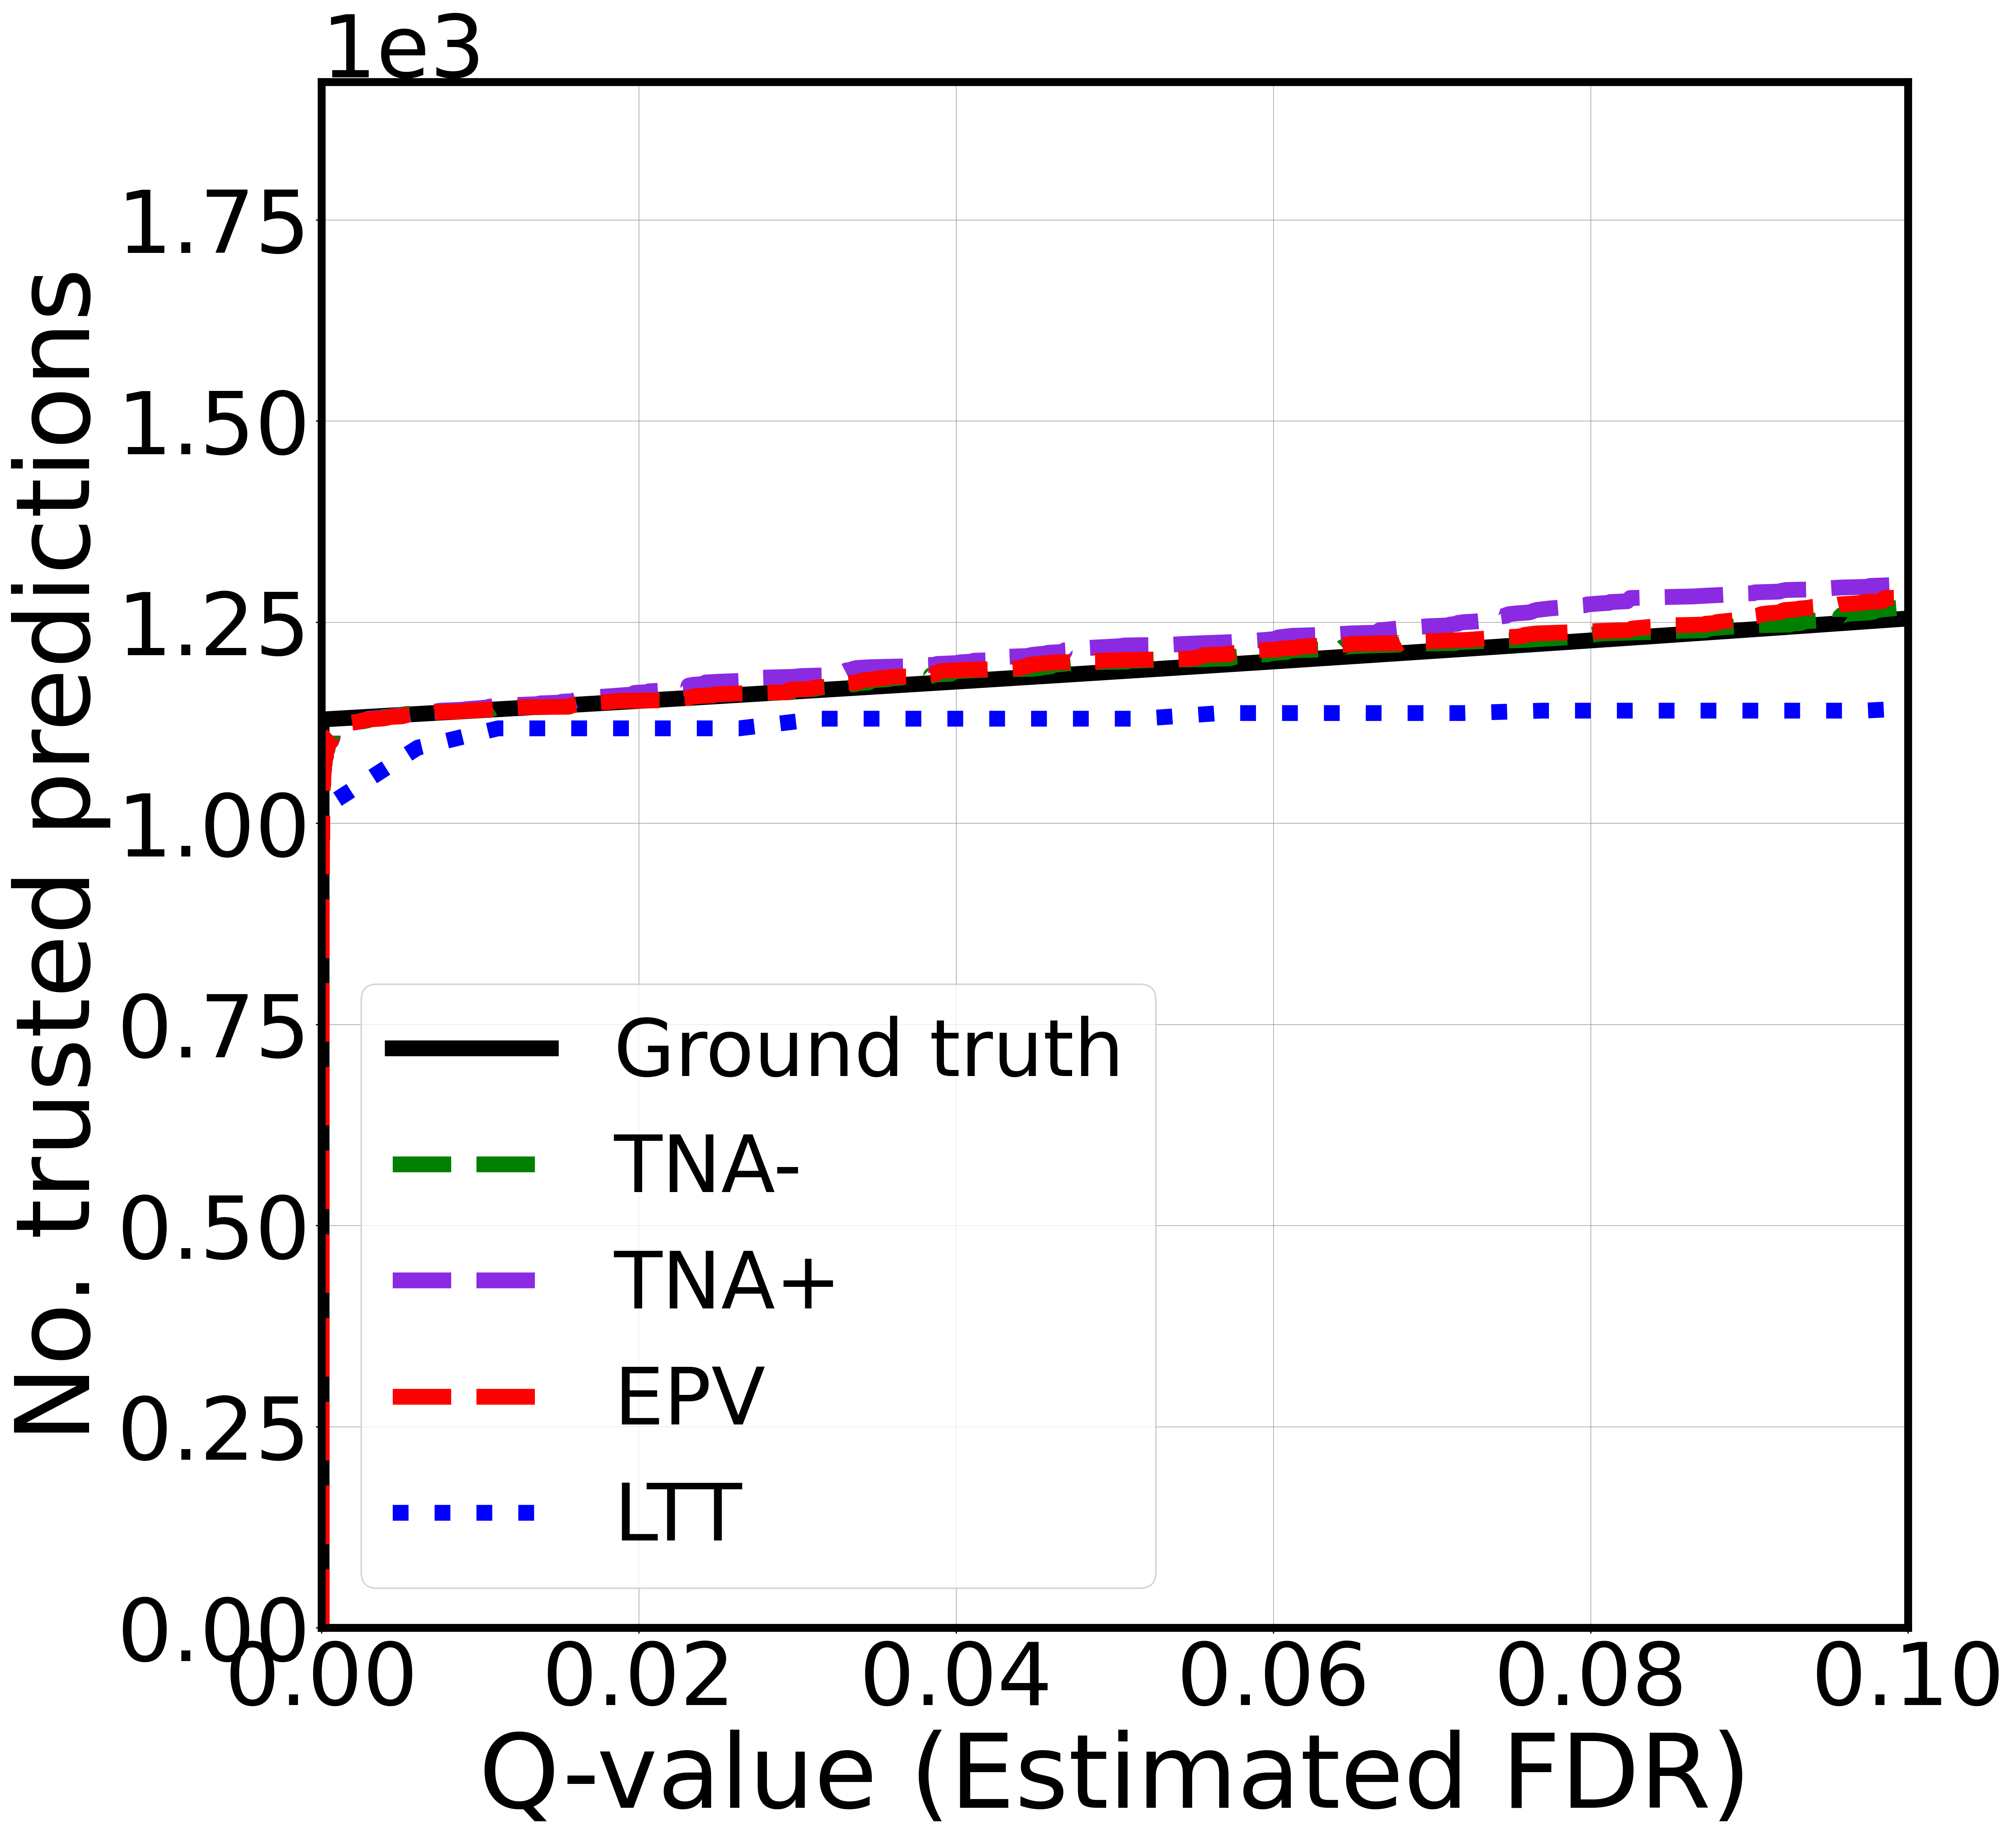 1e3
No. trusted predictions
1.75
1.50
1.25
1.00
0.75
0.50
0.25
0.00
Ground truth
TNA-
TNA+
EPV
LTT
0.00 0.02 0.04 0.06 0.08 0.10
Q-value (Estimated FDR)